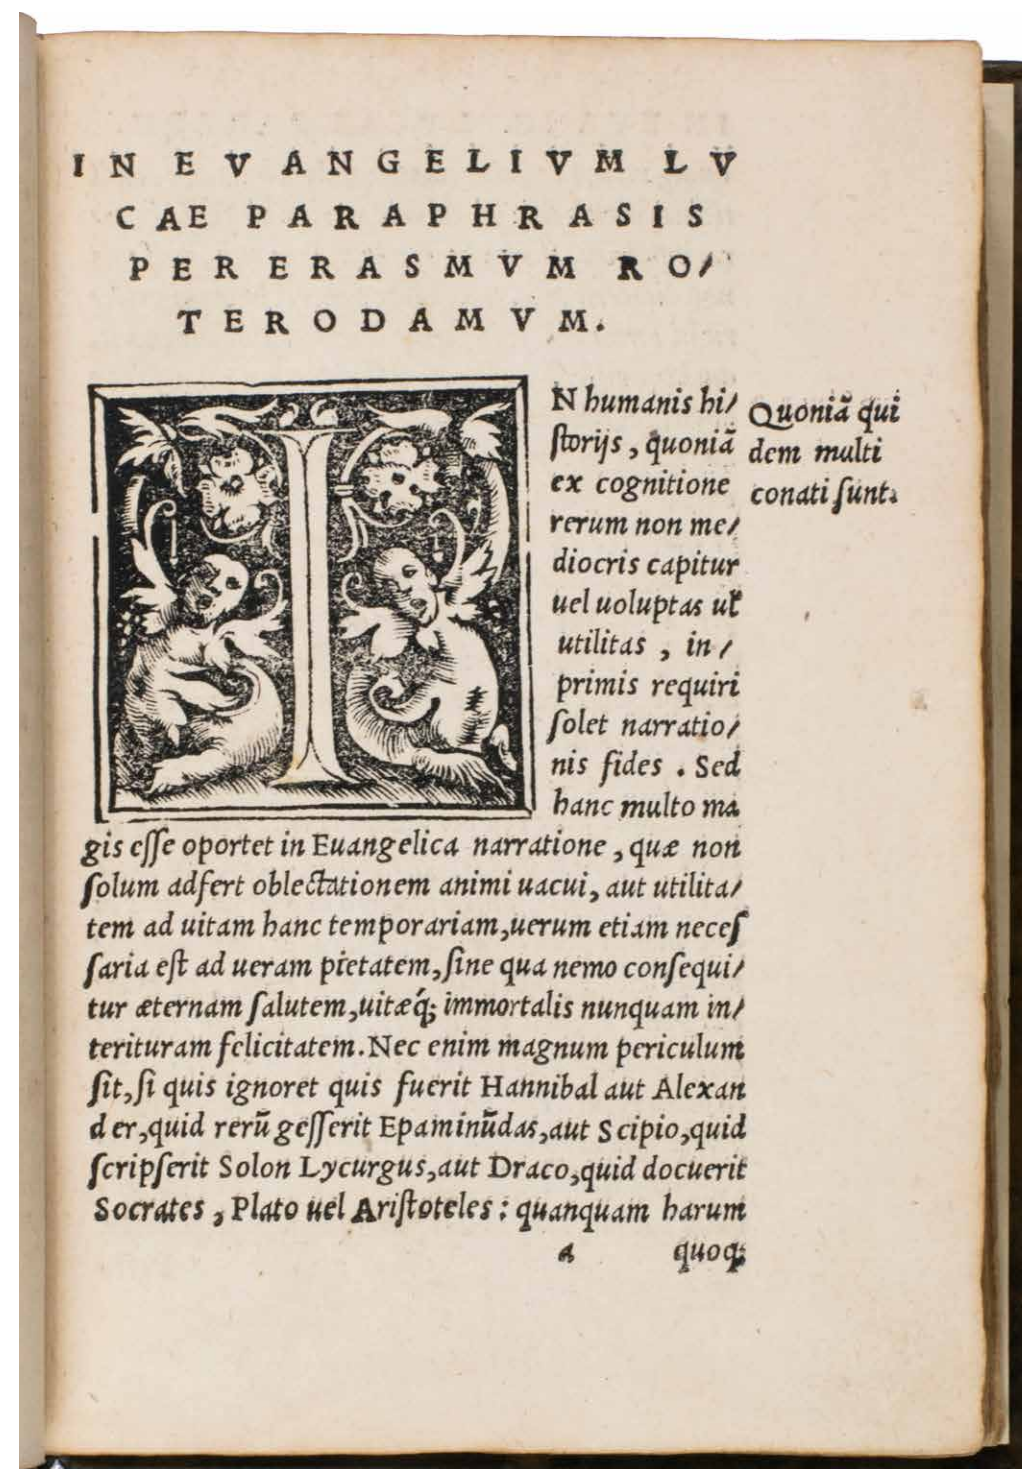 IN EVANGELIVM LV
CAE PARAPHRASIS
PER ERASMVM RO/
TERODAMVM.
IN humanis hi/
ſtorijs, quoniã
ex cognitione
rerum non me/
diocris capitur
uel uoluptas uł
utilitas, in/
primis requiri
ſolet narratio/
nis fides. Sed
hanc multo ma
gis eſſe oportet in Euangelica narratione, quæ non
ſolum adfert oblectationem animi uacui, aut utilita/
tem ad uitam hanc temporariam, uerum etiam neceſ
ſaria eſt ad ueram pietatem, ſine qua nemo conſequi/
tur æternam ſalutem, uitæq; immortalis nunquam in/
terituram felicitatem. Nec enim magnum periculum
ſit, ſi quis ignoret quis fuerit Hannibal aut Alexan
der, quid rerũ geſſerit Epaminũdas, aut Scipio, quid
ſcripſerit Solon Lycurgus, aut Draco, quid docuerit
Socrates, Plato uel Ariſtoteles: quanquam harum
a quoq;
Quoniã qui
dem multi
conati ſunt.